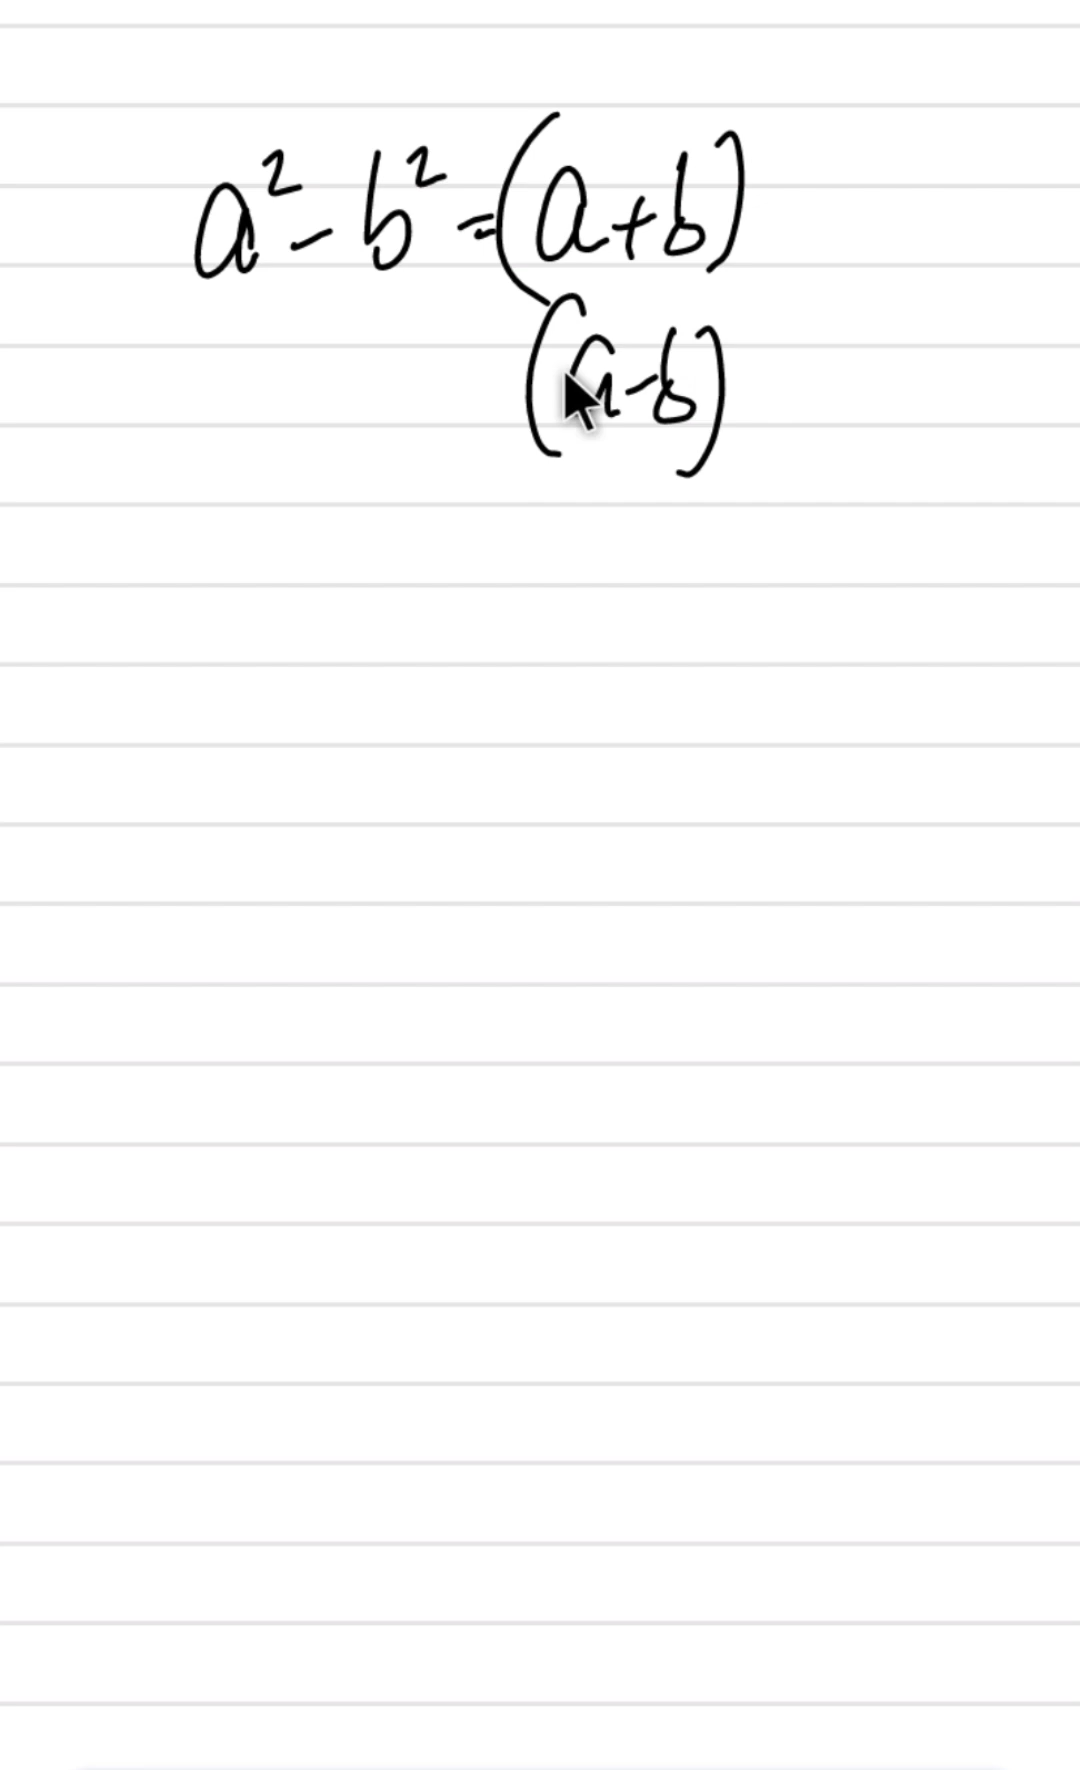 a² - b² = (a+b)
(a-b)